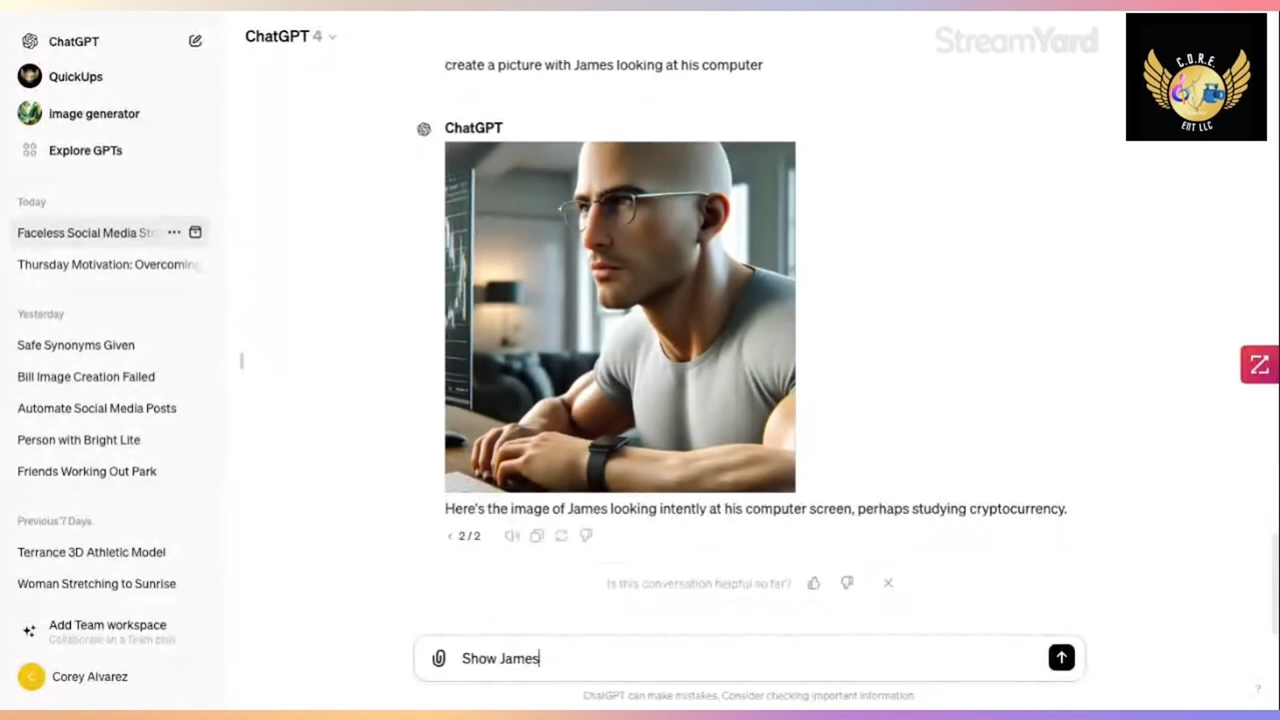 ChatGPT
QuickUps
Image generator
Explore GPTs
Today
Faceless Social Media Str
Thursday Motivation: Overcoming
Yesterday
Safe Synonyms Given
Bill Image Creation Failed
Automate Social Media Posts
Person with Bright Lite
Friends Working Out Park
Previous 7 Days
Terrance 3D Athletic Model
Woman Stretching to Sunrise
Add Team workspace
Collaborate on a Team plan
C
Corey Alvarez
ChatGPT 4
StreamYard
C.O.R.E.
ENT LLC
create a picture with James looking at his computer
ChatGPT
Here's the image of James looking intently at his computer screen, perhaps studying cryptocurrency.
2/2
Is this conversation helpful so far?
Show James
ChatGPT can make mistakes. Consider checking important information.
?